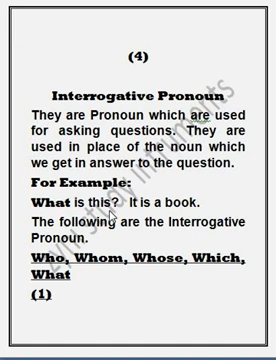 (4)
Interrogative Pronoun
They are Pronoun which are used
for asking questions. They are
used in place of the noun which
we get in answer to the question.
For Example:
What is this? It is a book.
The following are the Interrogative
Pronoun.
Who, Whom, Whose, Which,
What
(1)